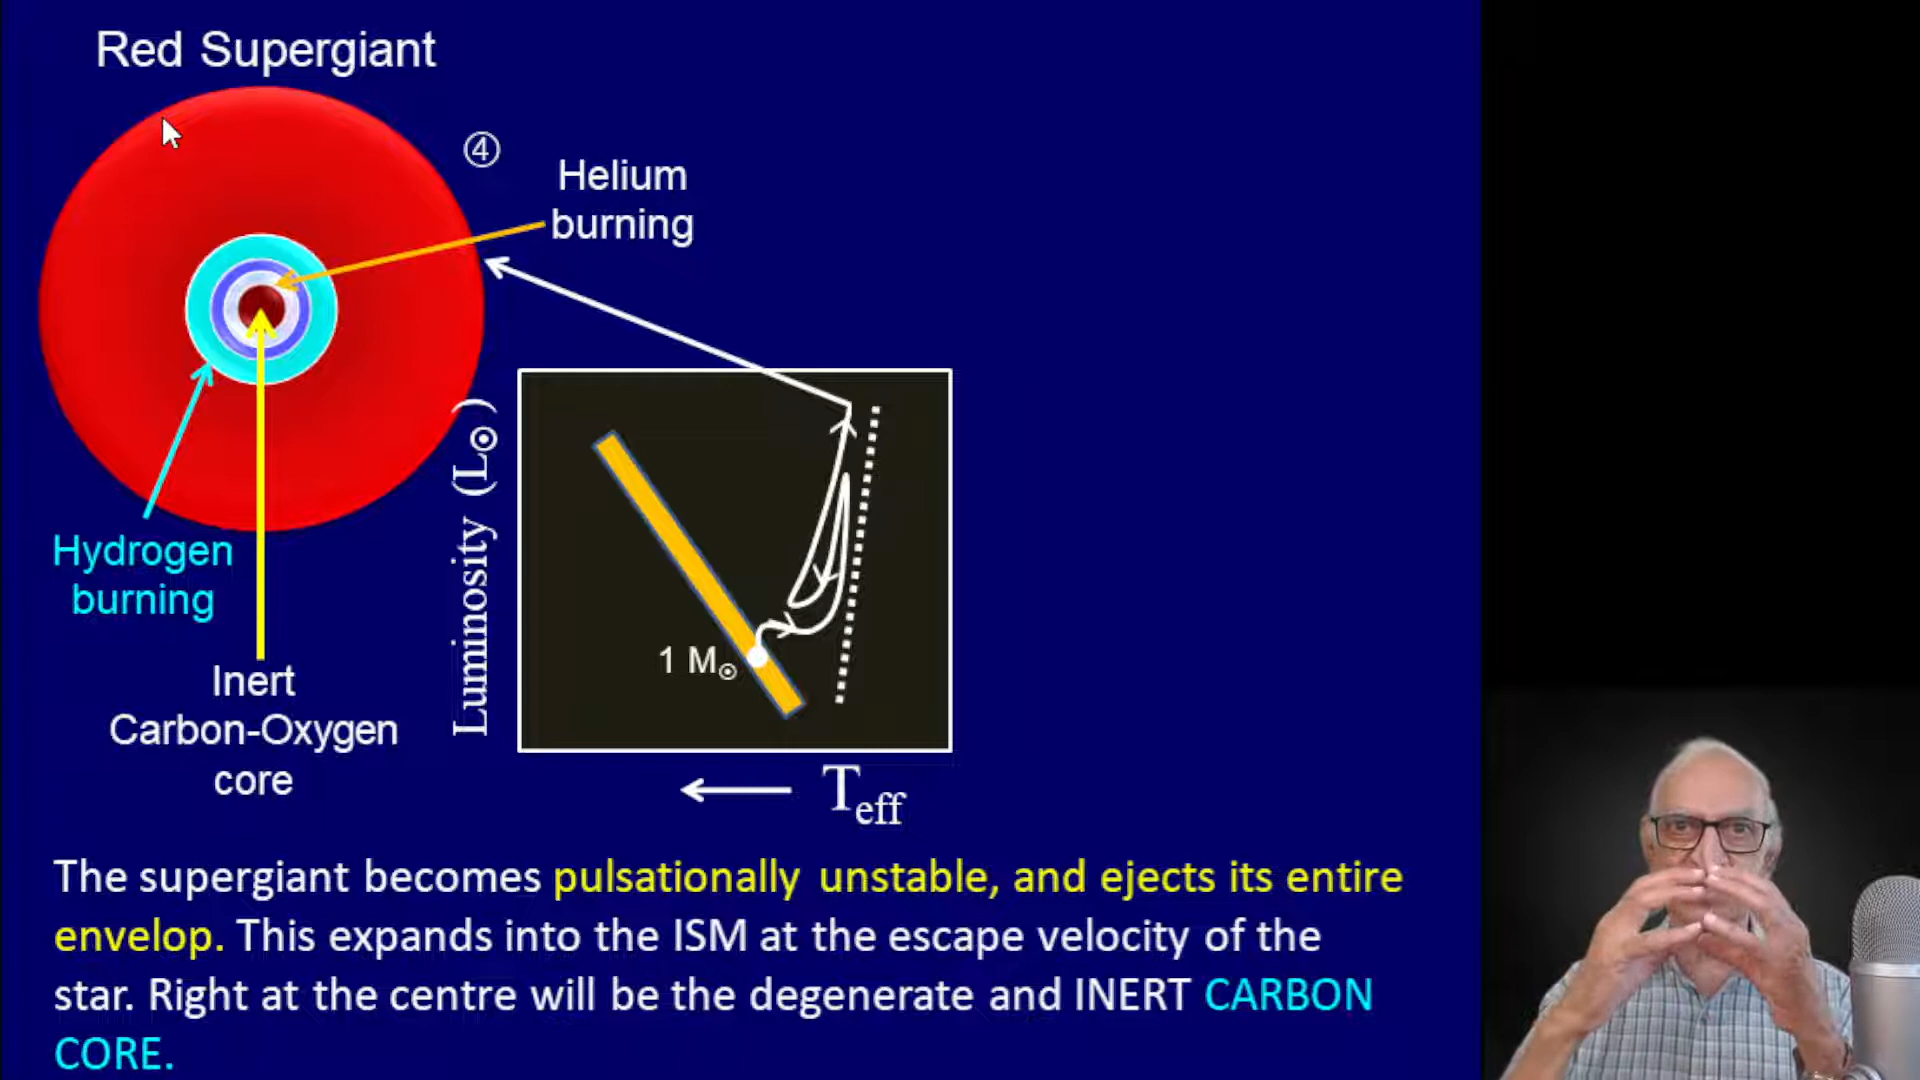 Red Supergiant
④
Helium
burning
Hydrogen
burning
Inert
Carbon-Oxygen
core
Luminosity (L⊙)
1 M⊙
← Teff
The supergiant becomes pulsationally unstable, and ejects its entire
envelop. This expands into the ISM at the escape velocity of the
star. Right at the centre will be the degenerate and INERT CARBON
CORE.